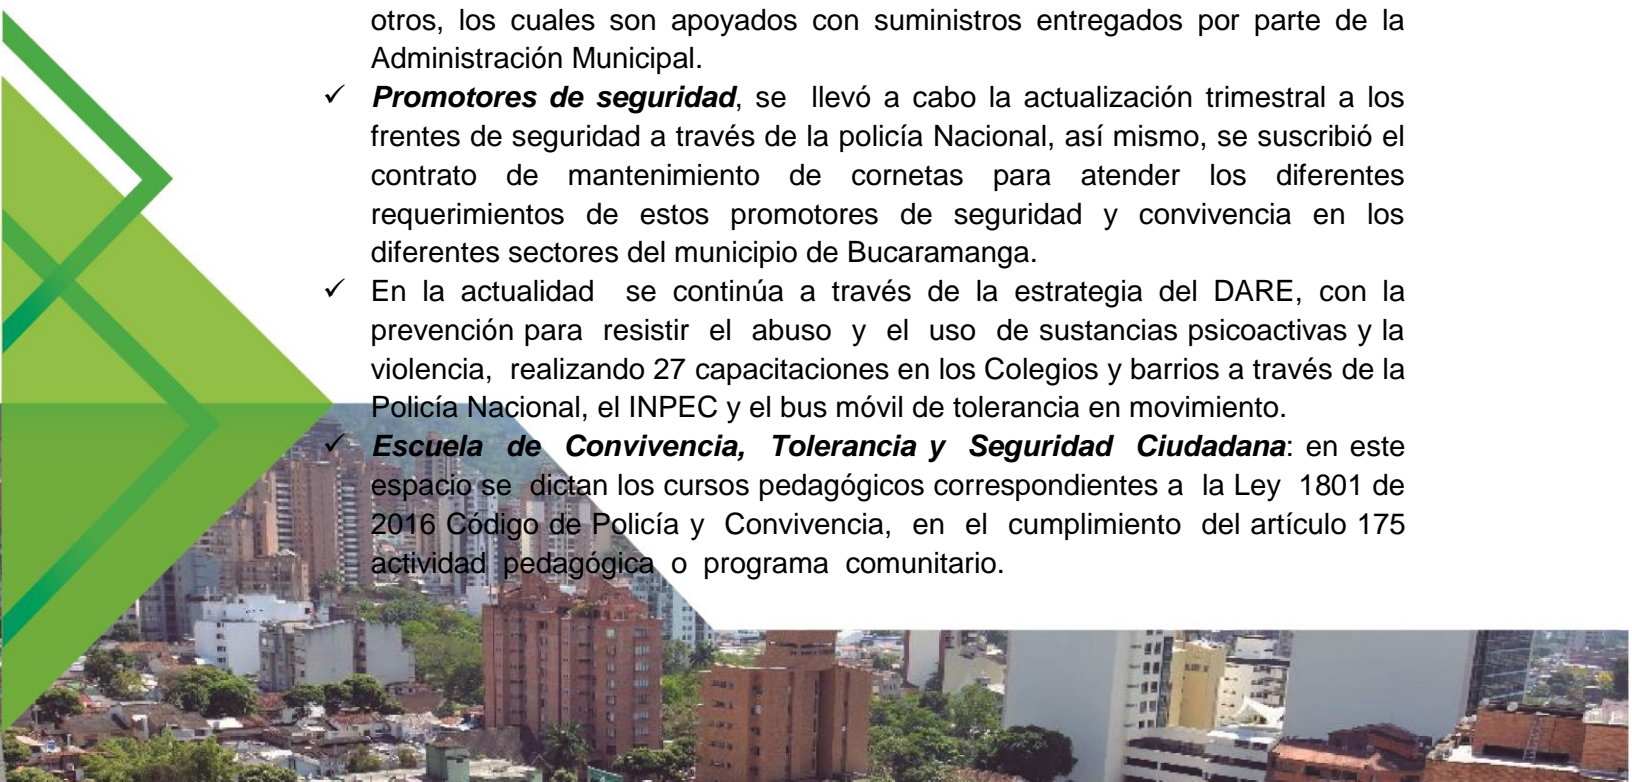 otros, los cuales son apoyados con suministros entregados por parte de la
Administración Municipal.
✓ Promotores de seguridad, se llevó a cabo la actualización trimestral a los
frentes de seguridad a través de la policía Nacional, así mismo, se suscribió el
contrato de mantenimiento de cornetas para atender los diferentes
requerimientos de estos promotores de seguridad y convivencia en los
diferentes sectores del municipio de Bucaramanga.
✓ En la actualidad se continúa a través de la estrategia del DARE, con la
prevención para resistir el abuso y el uso de sustancias psicoactivas y la
violencia, realizando 27 capacitaciones en los Colegios y barrios a través de la
Policía Nacional, el INPEC y el bus móvil de tolerancia en movimiento.
✓ Escuela de Convivencia, Tolerancia y Seguridad Ciudadana: en este
espacio se dictan los cursos pedagógicos correspondientes a la Ley 1801 de
2016 Código de Policía y Convivencia, en el cumplimiento del artículo 175
actividad pedagógica o programa comunitario.